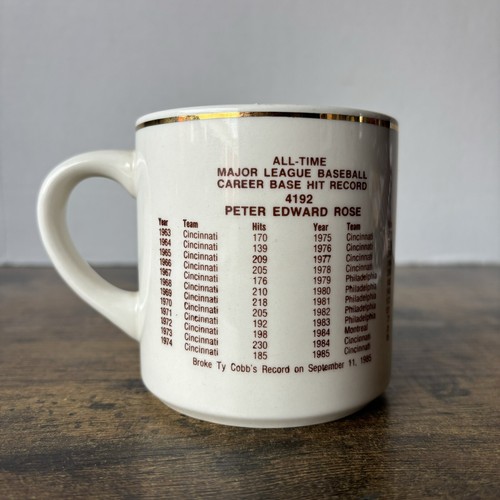 ALL-TIME
MAJOR LEAGUE BASEBALL
CAREER BASE HIT RECORD
4192
PETER EDWARD ROSE
Year Team Hits Year Team
1963 Cincinnati 170 1975 Cincinnati
1964 Cincinnati 139 1976 Cincinnati
1965 Cincinnati 209 1977 Cincinnati
1966 Cincinnati 205 1978 Cincinnati
1967 Cincinnati 176 1979 Philadelphia
1968 Cincinnati 210 1980 Philadelphia
1969 Cincinnati 218 1981 Philadelphia
1970 Cincinnati 205 1982 Philadelphia
1971 Cincinnati 192 1983 Philadelphia
1972 Cincinnati 198 1984 Montreal
1973 Cincinnati 230 1984 Cincinnati
1974 Cincinnati 185 1985 Cincinnati
Broke Ty Cobb's Record on September 11, 1985